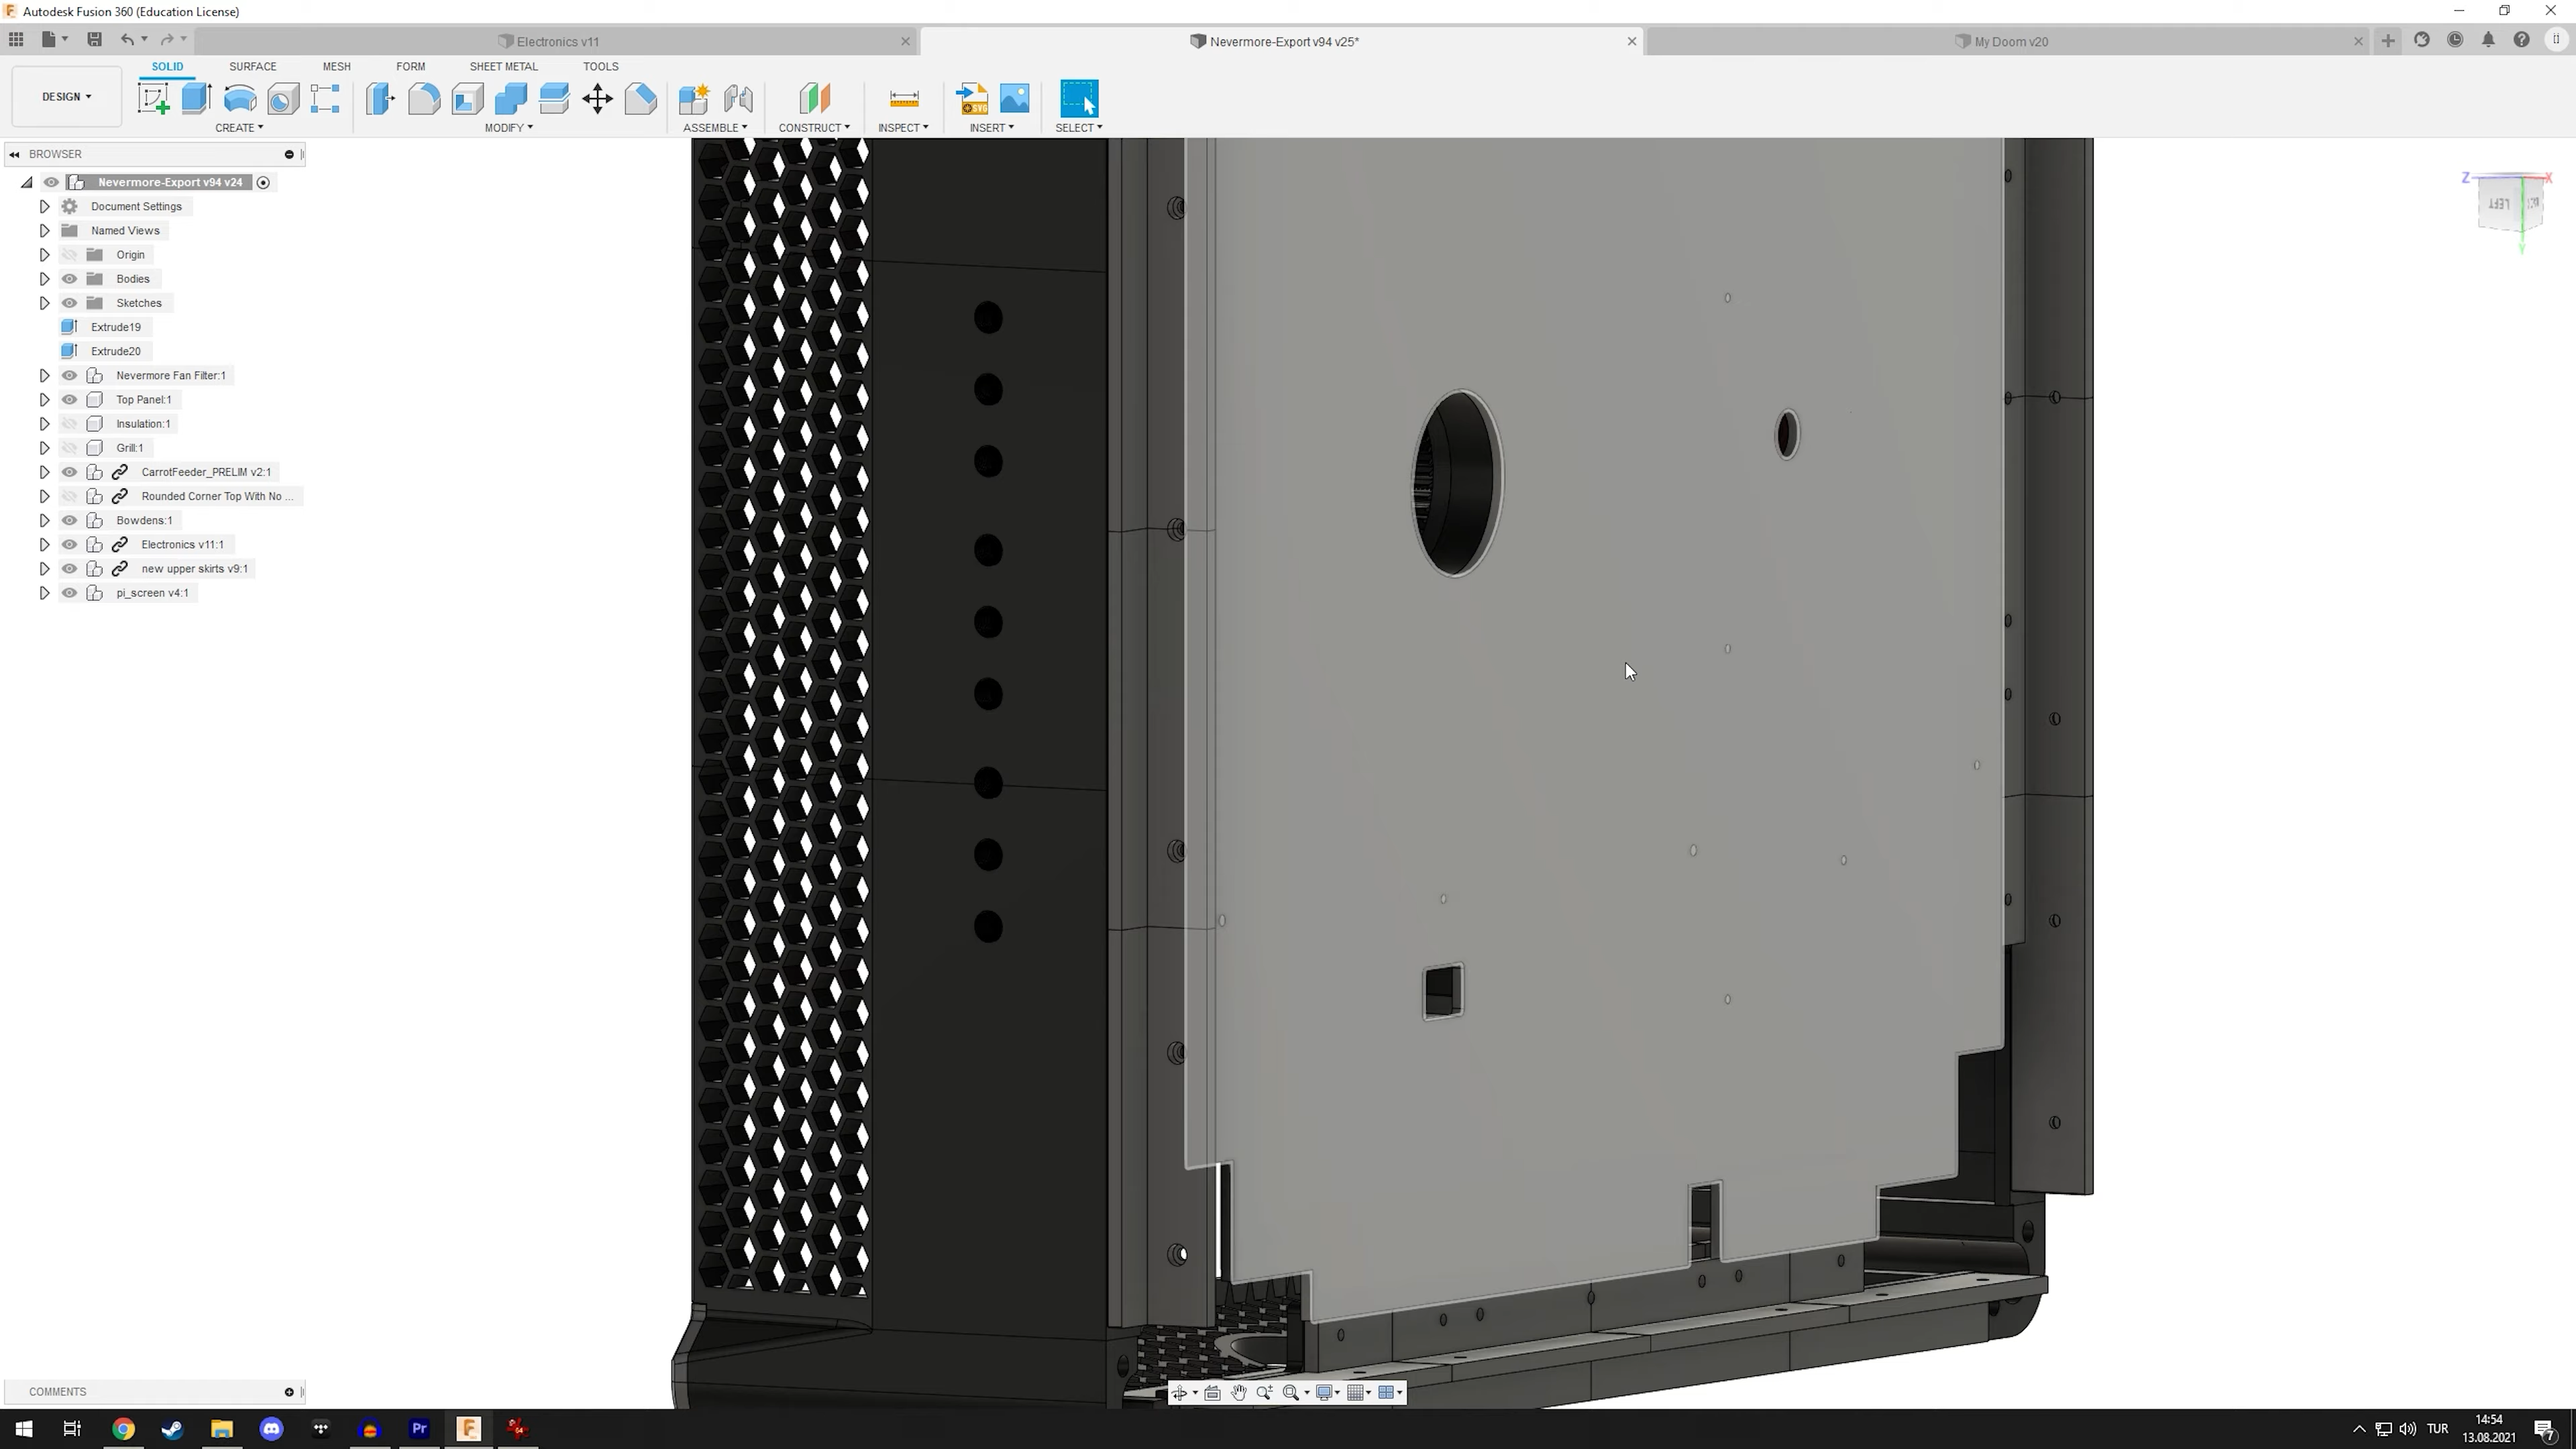 Autodesk Fusion 360 (Education License)
Electronics v11
Nevermore-Export v94 v25*
My Doom v20
SOLID
SURFACE
MESH
FORM
SHEET METAL
TOOLS
DESIGN
CREATE
MODIFY
ASSEMBLE
CONSTRUCT
INSPECT
INSERT
SELECT
BROWSER
Nevermore-Export v94 v24
Document Settings
Named Views
Origin
Bodies
Sketches
Extrude19
Extrude20
Nevermore Fan Filter:1
Top Panel:1
Insulation:1
Grill:1
CarrotFeeder_PRELIM v2:1
Rounded Corner Top With No ...
Bowdens:1
Electronics v11:1
new upper skirts v9:1
pi_screen v4:1
Z
X
LEFT
Y
COMMENTS
TUR
14:54
13.08.2021
7